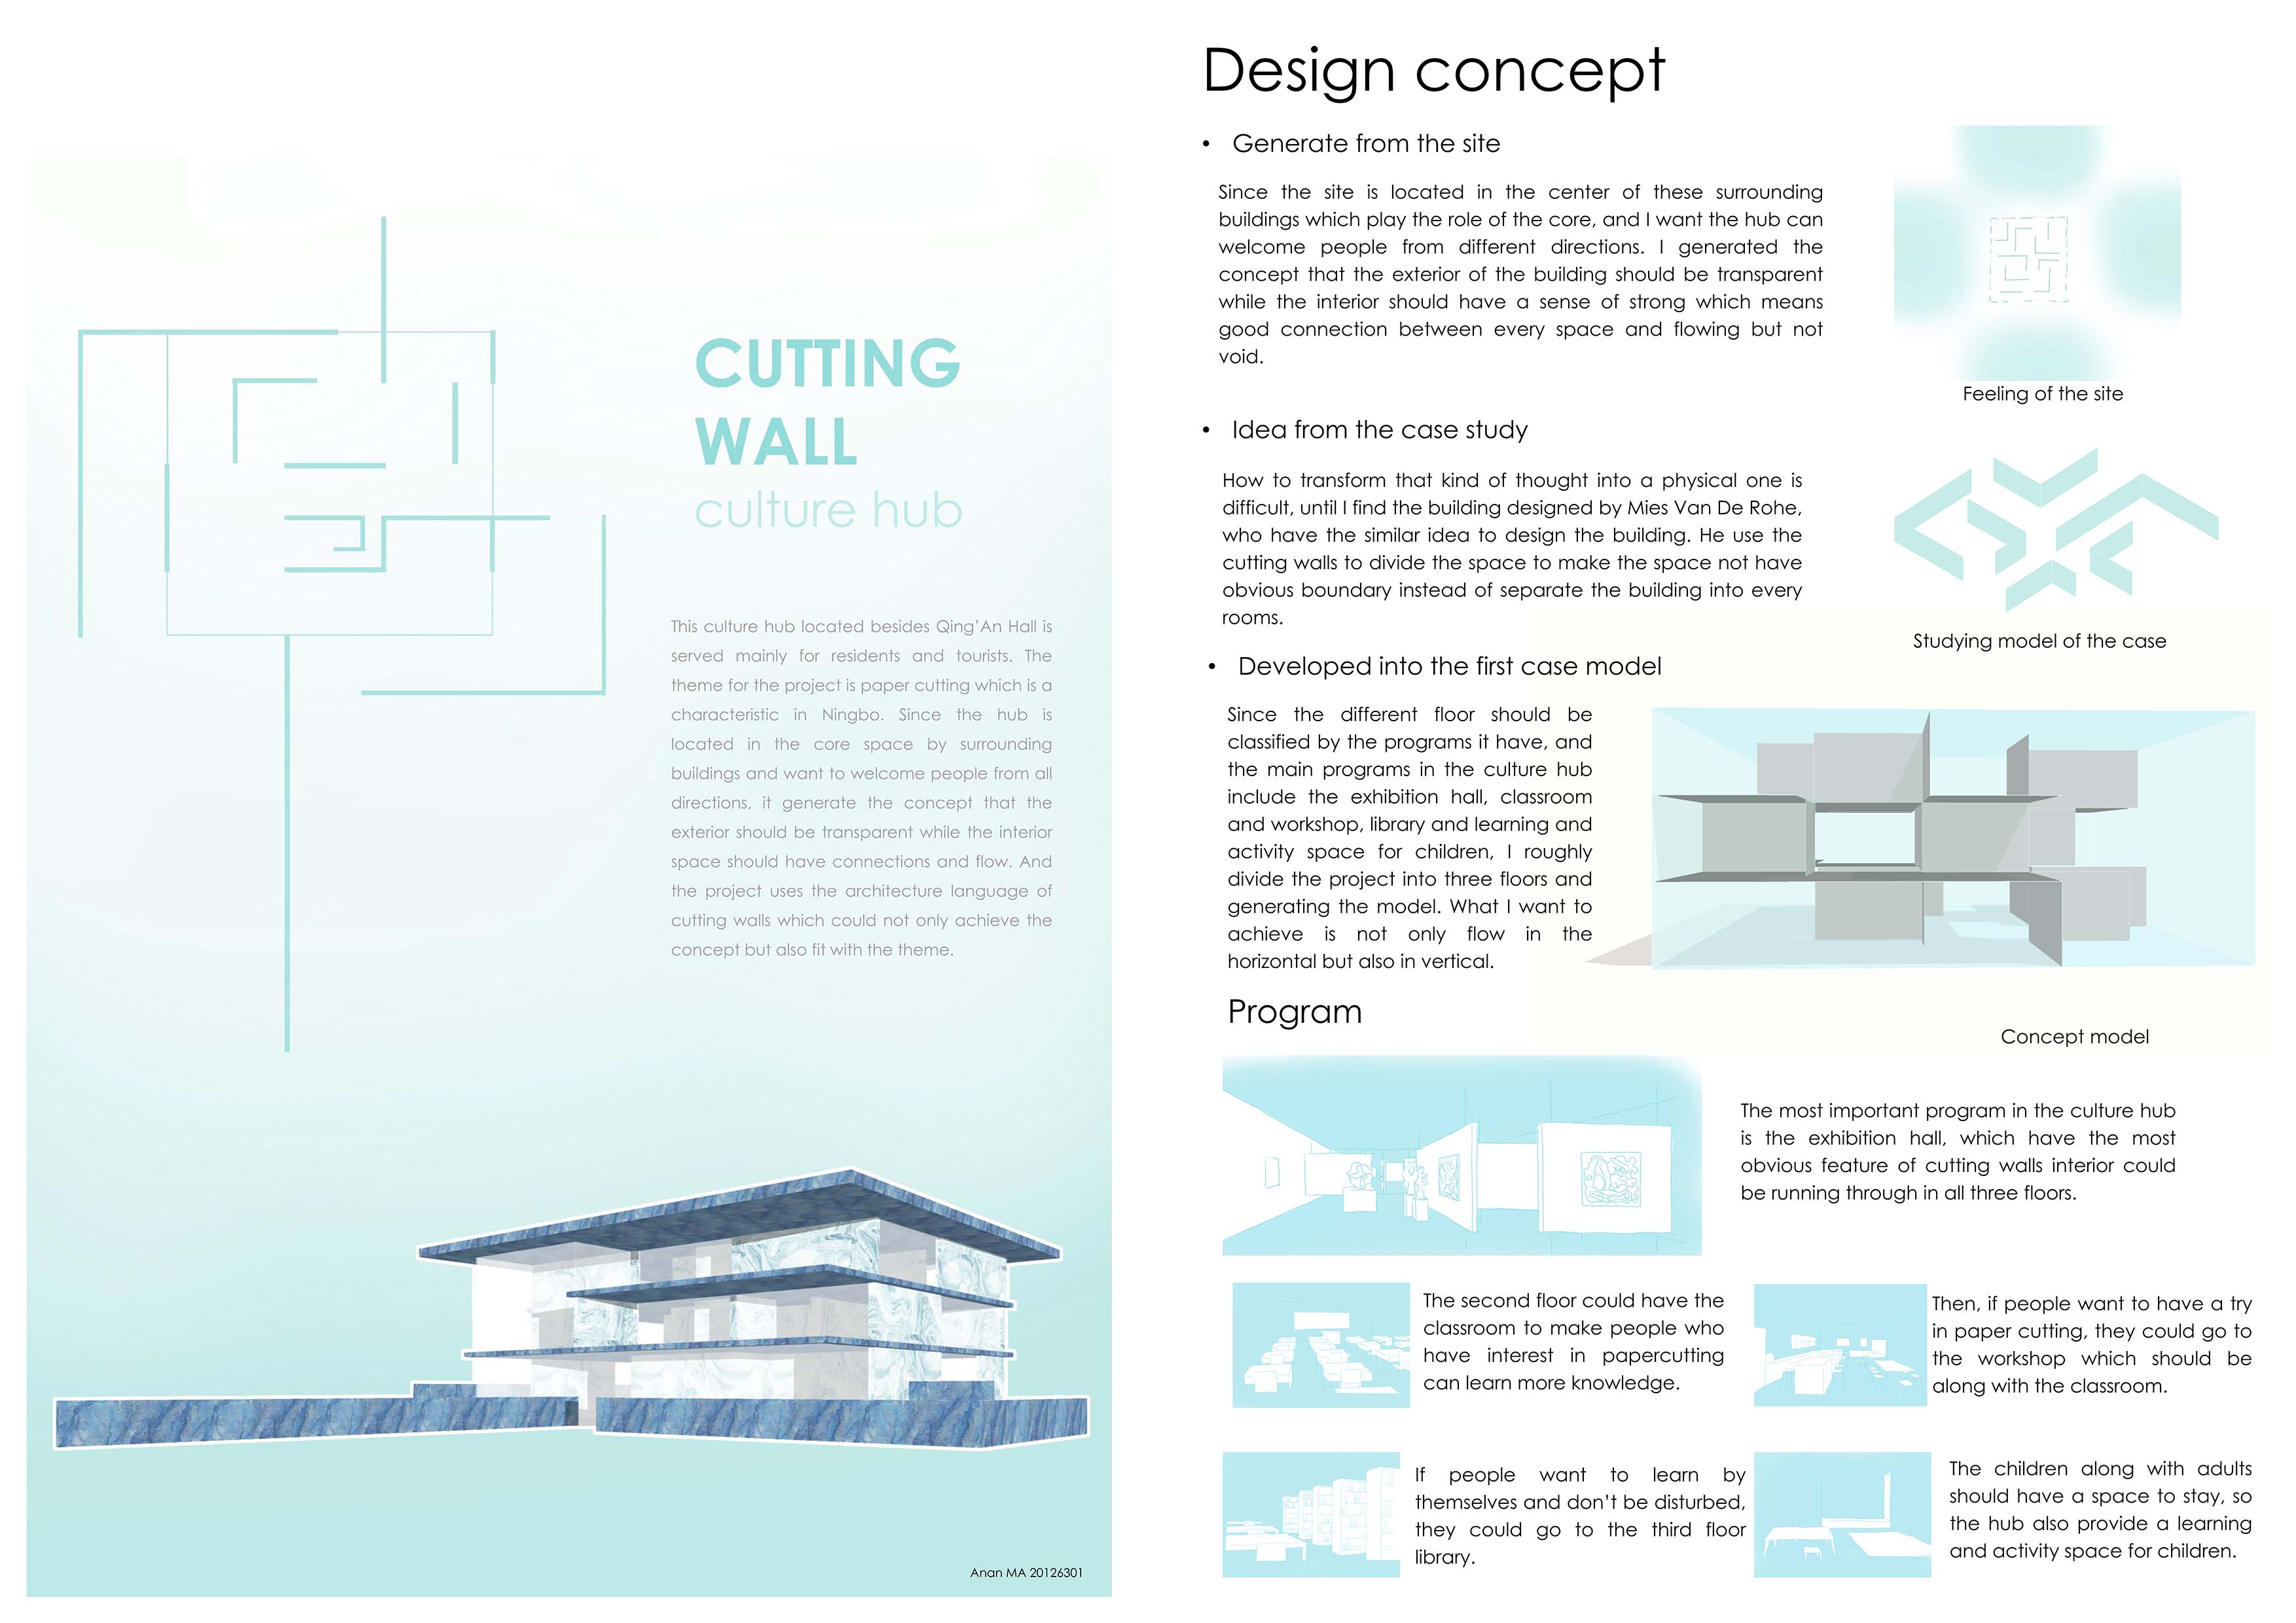 CUTTING
WALL
culture hub
This culture hub located besides Qing'An Hall is
served mainly for residents and tourists. The
theme for the project is paper cutting which is a
characteristic in Ningbo. Since the hub is
located in the core space by surrounding
buildings and want to welcome people from all
directions, it generate the concept that the
exterior should be transparent while the interior
space should have connections and flow. And
the project uses the architecture language of
cutting walls which could not only achieve the
concept but also fit with the theme.
Anan MA 20126301
Design concept
• Generate from the site
Since the site is located in the center of these surrounding
buildings which play the role of the core, and I want the hub can
welcome people from different directions. I generated the
concept that the exterior of the building should be transparent
while the interior should have a sense of strong which means
good connection between every space and flowing but not
void.
Feeling of the site
• Idea from the case study
How to transform that kind of thought into a physical one is
difficult, until I find the building designed by Mies Van De Rohe,
who have the similar idea to design the building. He use the
cutting walls to divide the space to make the space not have
obvious boundary instead of separate the building into every
rooms.
Studying model of the case
• Developed into the first case model
Since the different floor should be
classified by the programs it have, and
the main programs in the culture hub
include the exhibition hall, classroom
and workshop, library and learning and
activity space for children, I roughly
divide the project into three floors and
generating the model. What I want to
achieve is not only flow in the
horizontal but also in vertical.
Concept model
Program
The most important program in the culture hub
is the exhibition hall, which have the most
obvious feature of cutting walls interior could
be running through in all three floors.
The second floor could have the
classroom to make people who
have interest in papercutting
can learn more knowledge.
Then, if people want to have a try
in paper cutting, they could go to
the workshop which should be
along with the classroom.
If people want to learn by
themselves and don't be disturbed,
they could go to the third floor
library.
The children along with adults
should have a space to stay, so
the hub also provide a learning
and activity space for children.